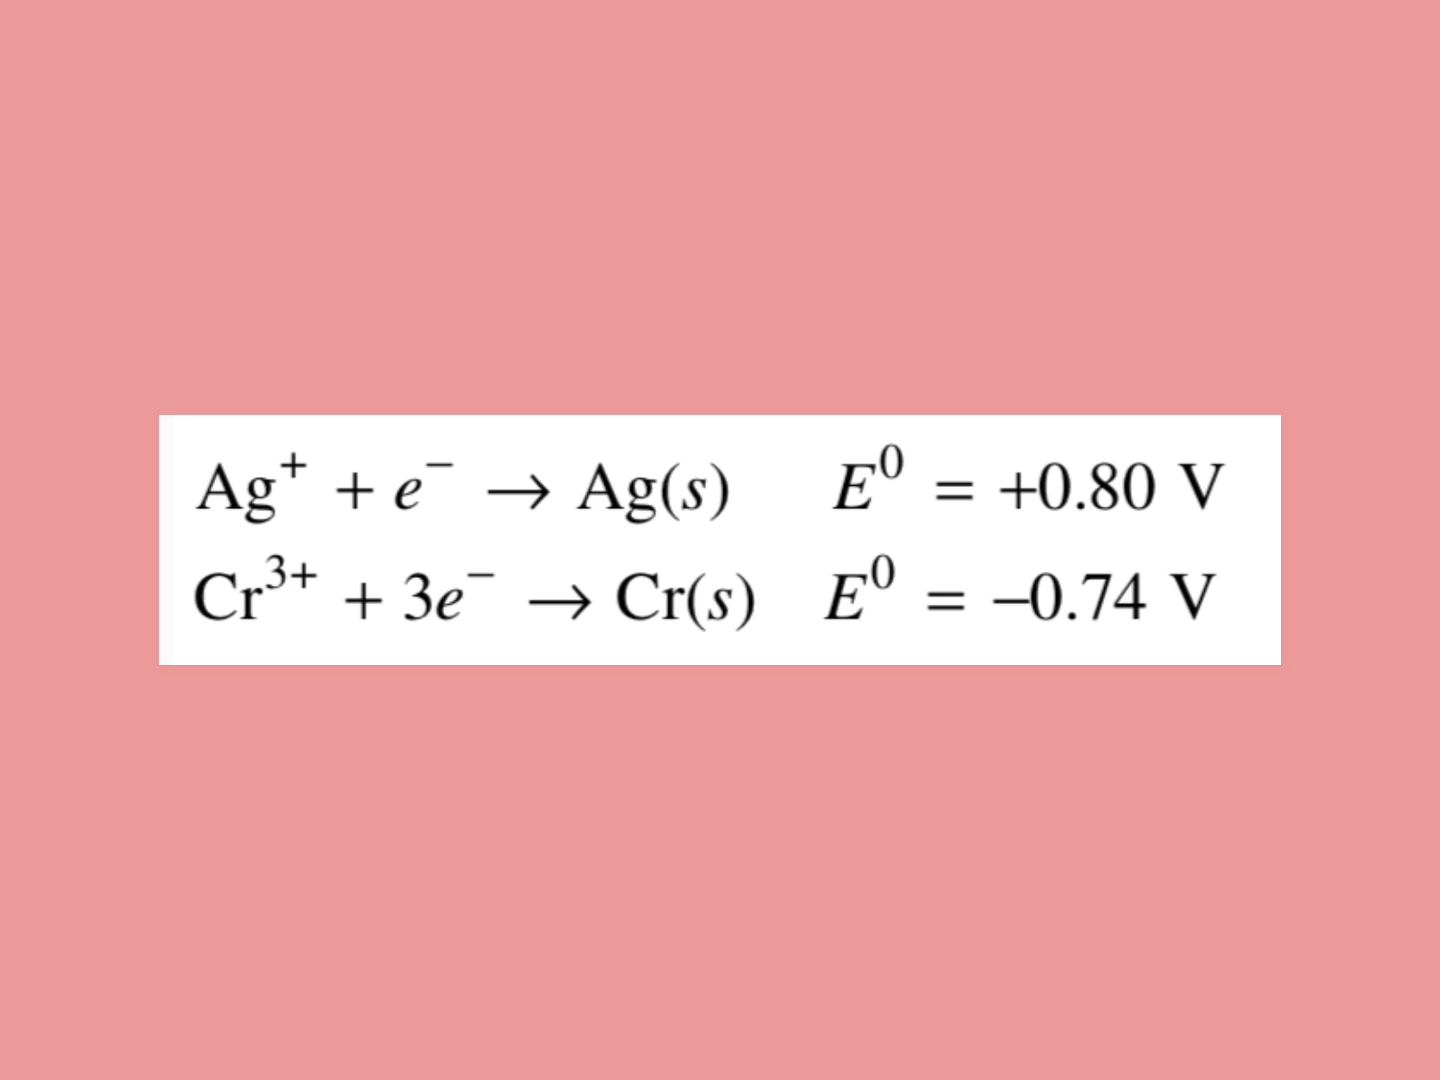 Ag⁺ + e⁻ → Ag(s) E⁰ = +0.80 V
Cr³⁺ + 3e⁻ → Cr(s) E⁰ = –0.74 V